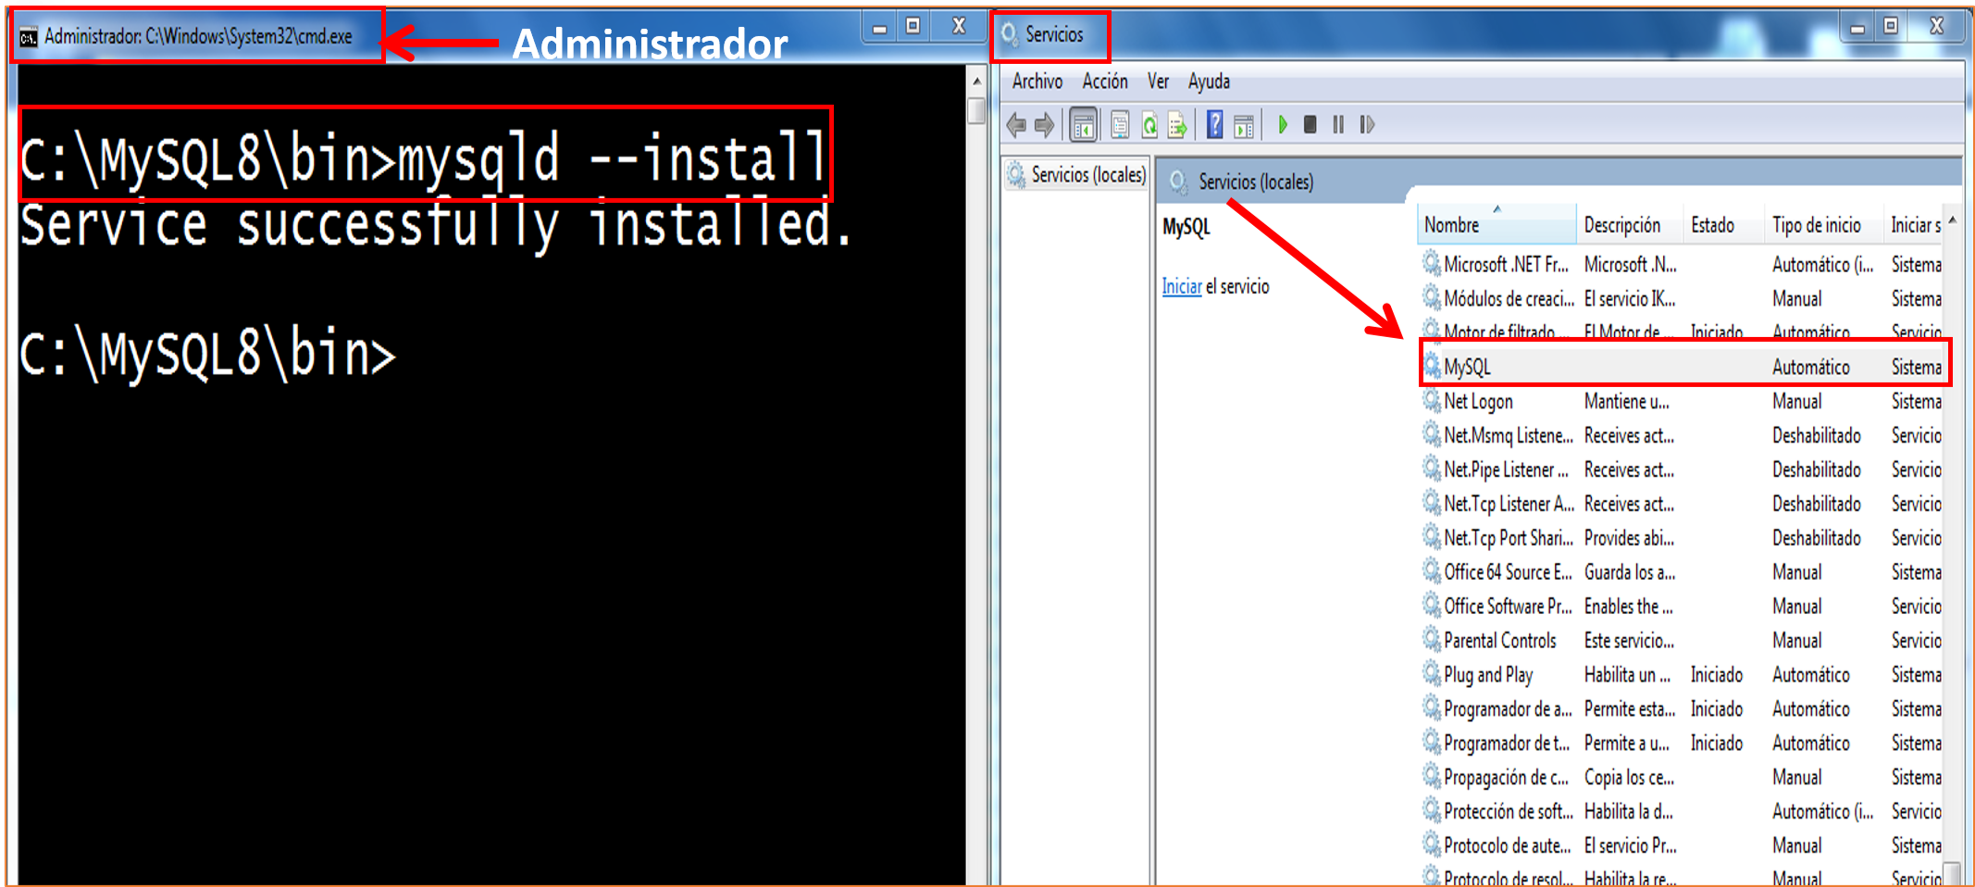 Administrador: C:\Windows\System32\cmd.exe
Administrador
C:\MySQL8\bin>mysqld --install
Service successfully installed.
C:\MySQL8\bin>
Servicios
Archivo Acción Ver Ayuda
Servicios (locales)
Servicios (locales)
MySQL
Iniciar el servicio
Nombre Descripción Estado Tipo de inicio Iniciar s
Microsoft .NET Fr... Microsoft .N... Automático (i... Sistema
Módulos de creaci... El servicio IK... Manual Sistema
Motor de filtrado ... El Motor de ... Iniciado Automático Servicio
MySQL Automático Sistema
Net Logon Mantiene u... Manual Sistema
Net.Msmq Listene... Receives act... Deshabilitado Servicio
Net.Pipe Listener ... Receives act... Deshabilitado Servicio
Net.Tcp Listener A... Receives act... Deshabilitado Servicio
Net.Tcp Port Shari... Provides abi... Deshabilitado Servicio
Office 64 Source E... Guarda los a... Manual Sistema
Office Software Pr... Enables the ... Manual Servicio
Parental Controls Este servicio... Manual Servicio
Plug and Play Habilita un ... Iniciado Automático Sistema
Programador de a... Permite esta... Iniciado Automático Sistema
Programador de t... Permite a u... Iniciado Automático Sistema
Propagación de c... Copia los ce... Manual Sistema
Protección de soft... Habilita la d... Automático (i... Servicio
Protocolo de aute... El servicio Pr... Manual Sistema
Protocolo de resol... Habilita la re... Manual Servicio